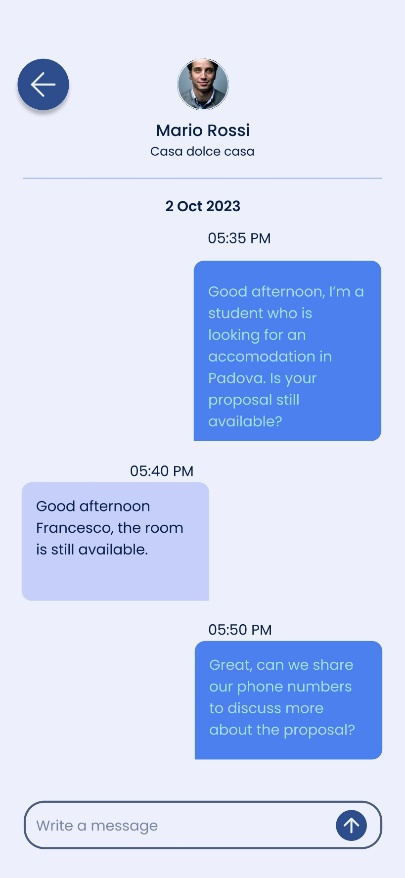 Mario Rossi
Casa dolce casa
2 Oct 2023
05:35 PM
Good afternoon, I'm a
student who is
looking for an
accomodation in
Padova. Is your
proposal still
available?
05:40 PM
Good afternoon
Francesco, the room
is still available.
05:50 PM
Great, can we share
our phone numbers
to discuss more
about the proposal?
Write a message